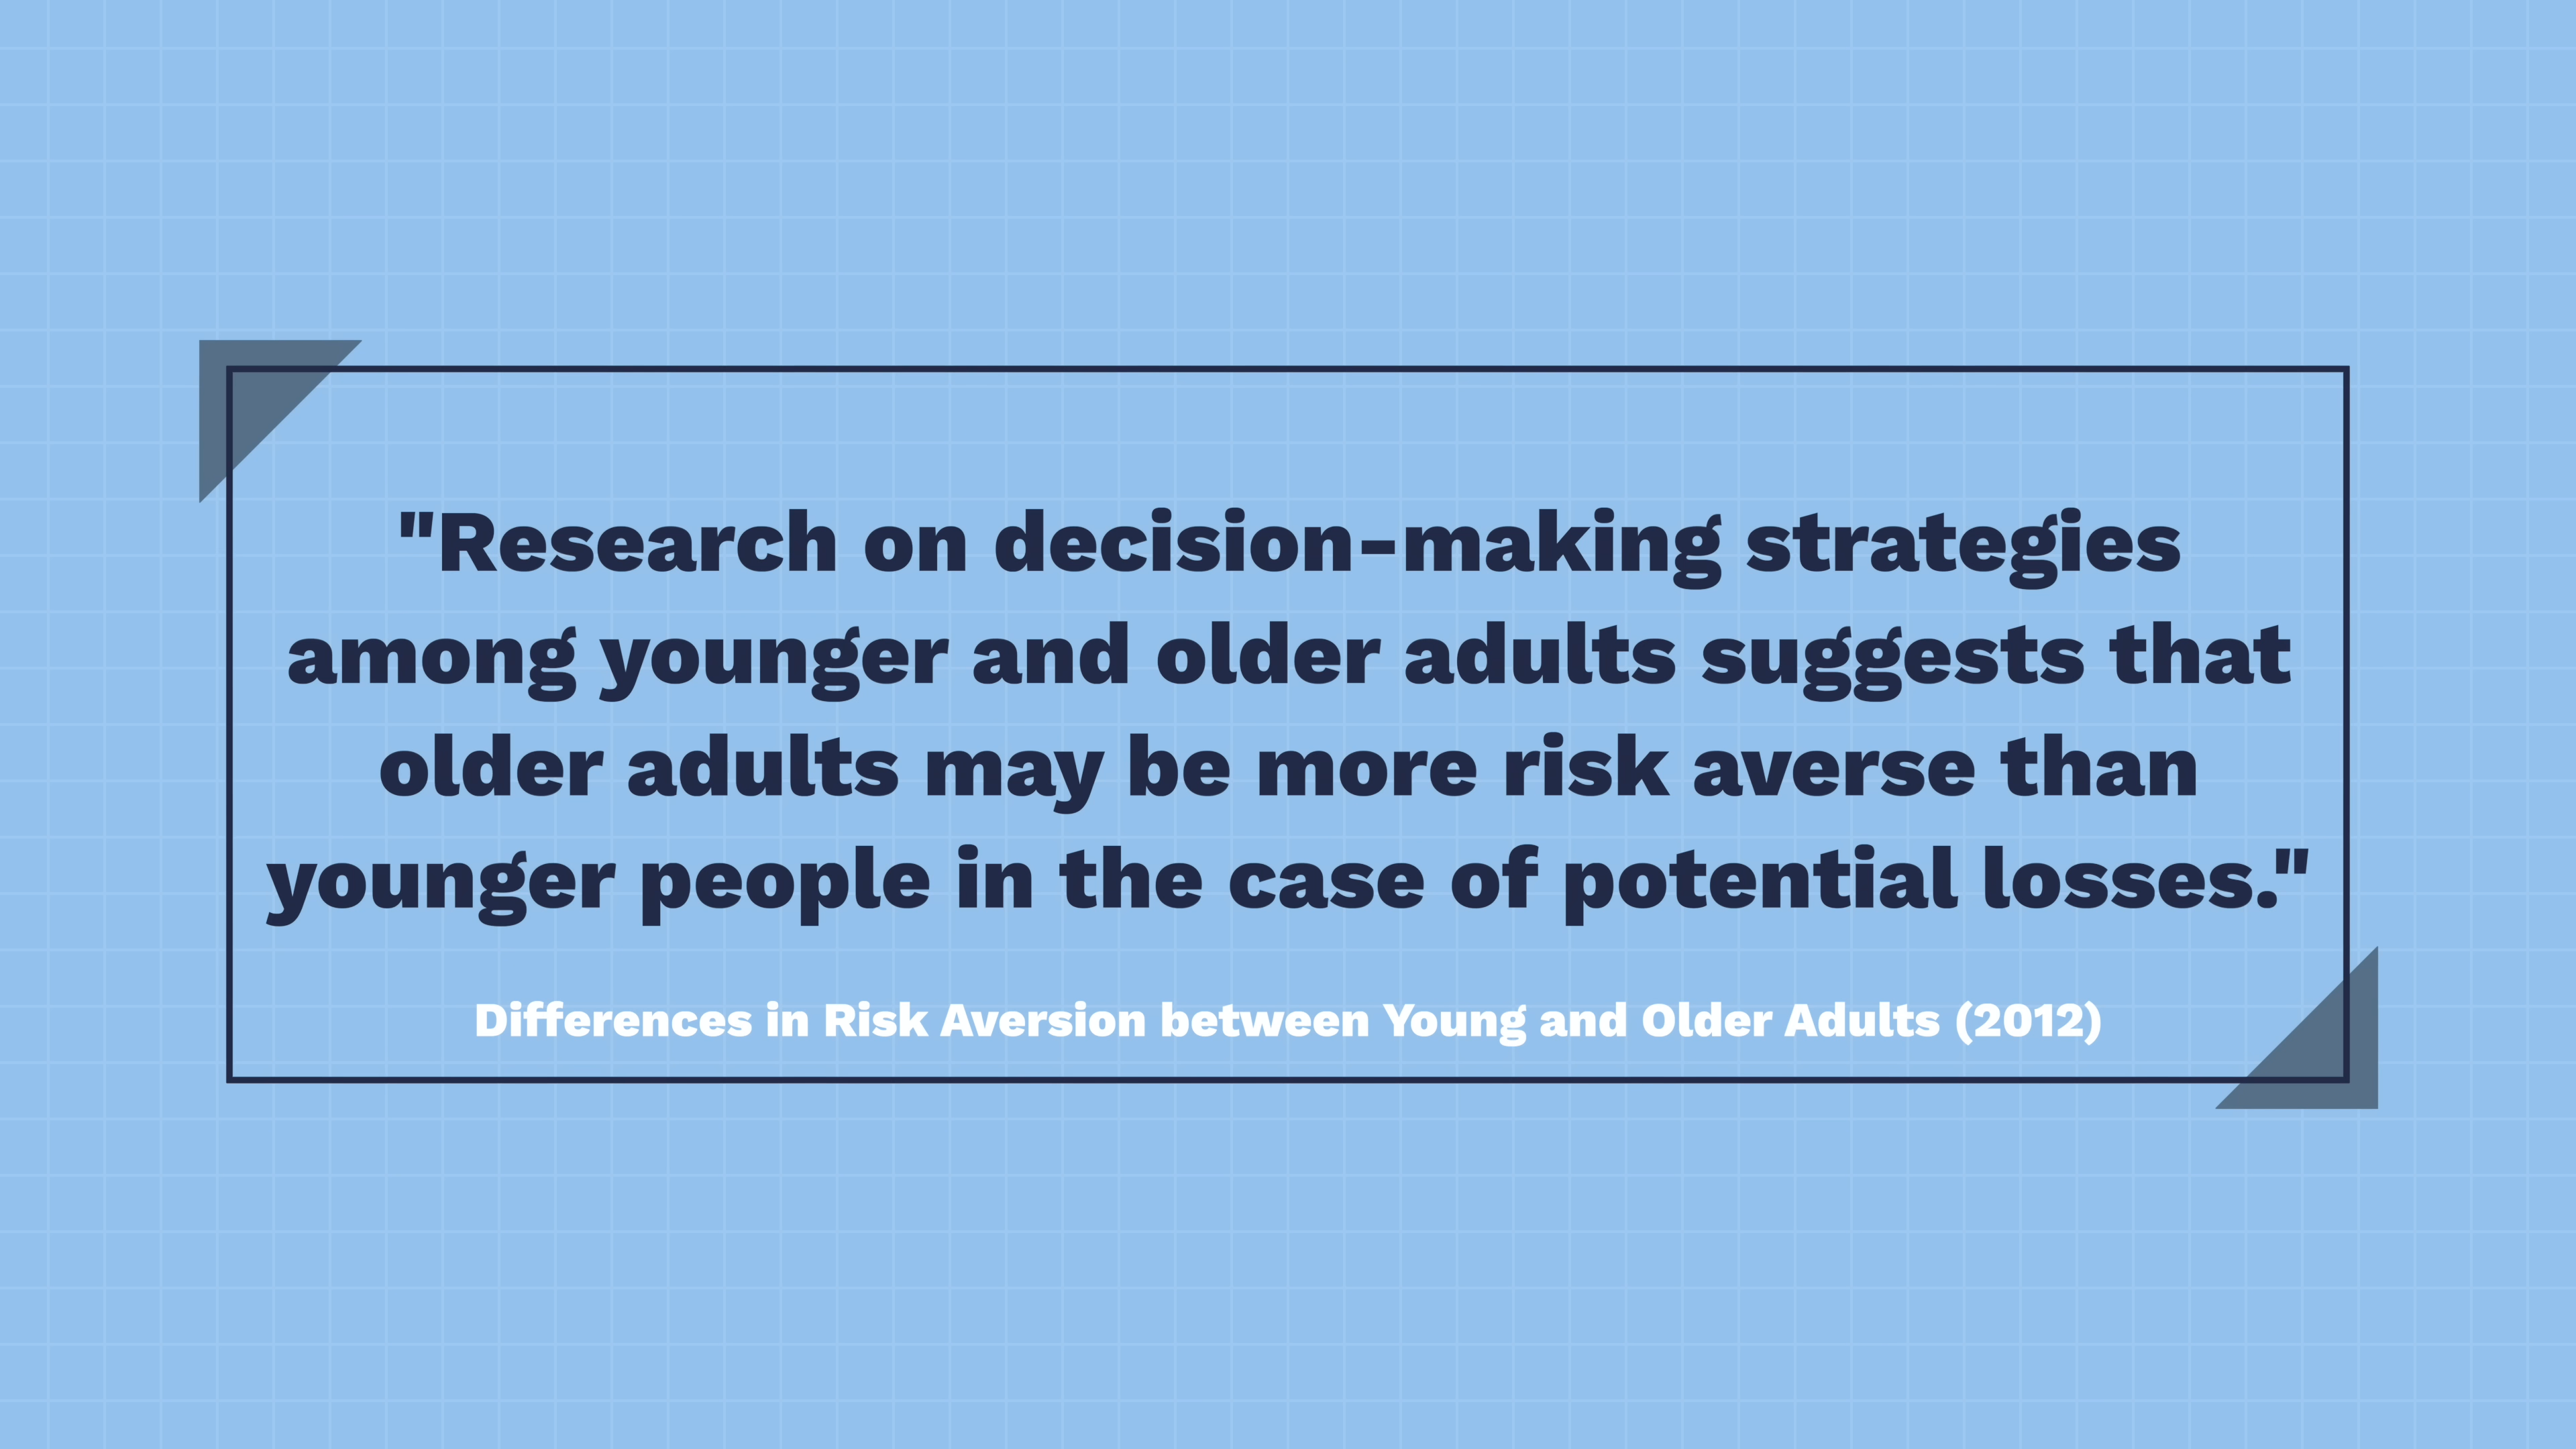 "Research on decision-making strategies
among younger and older adults suggests that
older adults may be more risk averse than
younger people in the case of potential losses."
Differences in Risk Aversion between Young and Older Adults (2012)